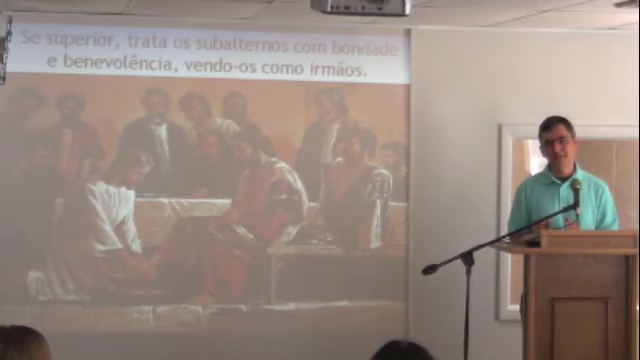 Se superior, trata os subalternos com bondade
e benevolência, vendo-os como irmãos.